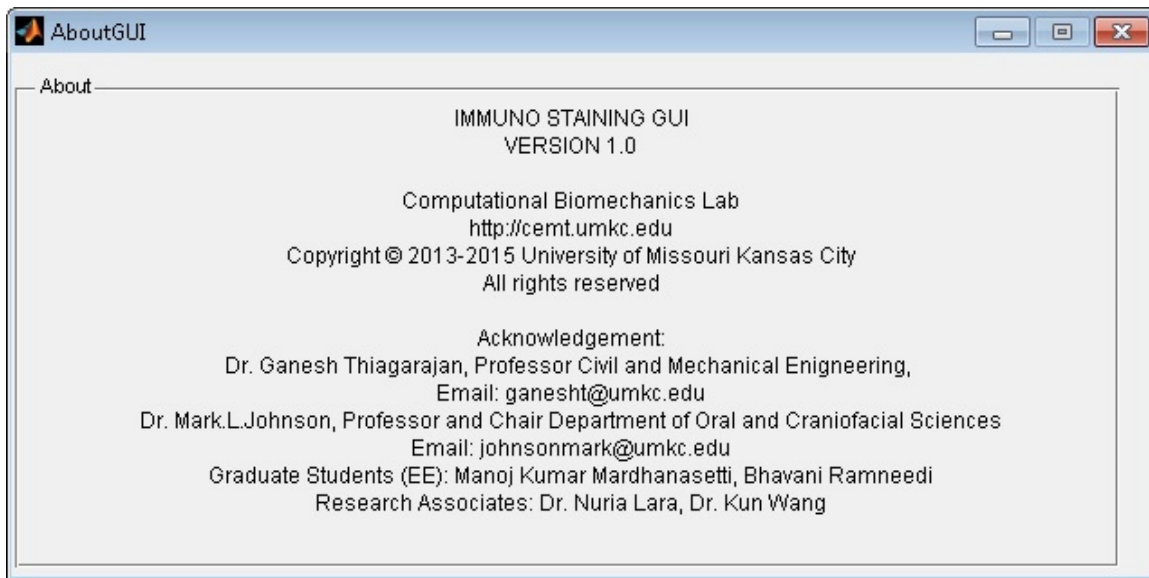 AboutGUI
About
IMMUNO STAINING GUI
VERSION 1.0
Computational Biomechanics Lab
http://cemt.umkc.edu
Copyright © 2013-2015 University of Missouri Kansas City
All rights reserved
Acknowledgement:
Dr. Ganesh Thiagarajan, Professor Civil and Mechanical Enigneering,
Email: ganesht@umkc.edu
Dr. Mark.L.Johnson, Professor and Chair Department of Oral and Craniofacial Sciences
Email: johnsonmark@umkc.edu
Graduate Students (EE): Manoj Kumar Mardhanasetti, Bhavani Ramneedi
Research Associates: Dr. Nuria Lara, Dr. Kun Wang